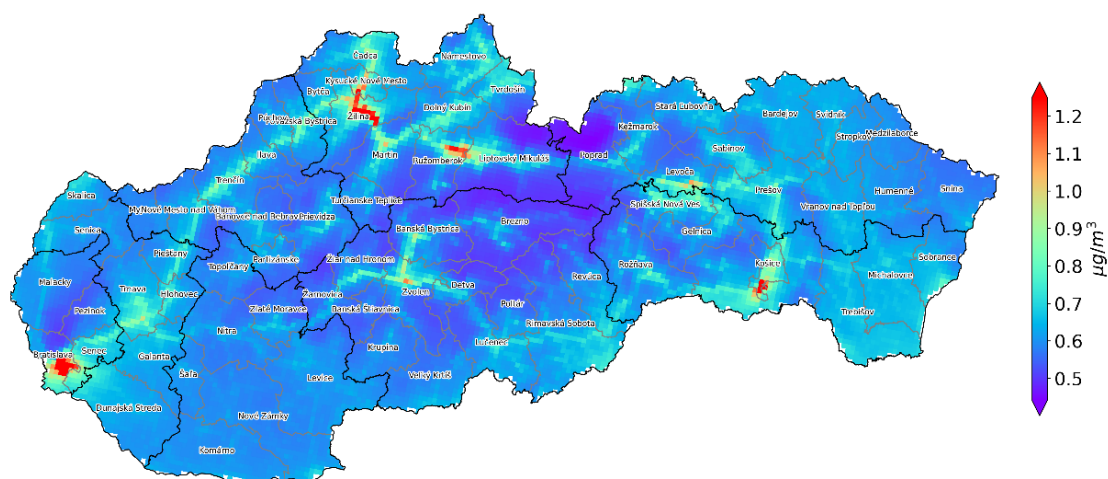 Čadca
Námestovo
Kysucké Nové Mesto
Bytča
Tvrdošín
Dolný Kubín
Žilina
Považská Bystrica
Stará Ľubovňa
Bardejov
Svidník
Stropkov
Medzilaborce
Kežmarok
Sabinov
Ilava
Martin
Ružomberok
Liptovský Mikuláš
Poprad
Levoča
Prešov
Trenčín
Humenné
Snina
Skalica
Turčianske Teplice
Spišská Nová Ves
Vranov nad Topľou
Nové Mesto nad Váhom
Prievidza
Brezno
Senica
Banská Bystrica
Gelnica
Pieštany
Partizánske
Žiar nad Hronom
Rožňava
Košice
Sobrance
Topoľčany
Michalovce
Malacky
Trnava
Hlohovec
Žarnovica
Zvolen
Detva
Revúca
Pezinok
Zlaté Moravce
Banská Štiavnica
Poltár
Trebišov
Nitra
Rimavská Sobota
Bratislava
Senec
Galanta
Krupina
Lučenec
Šaľa
Levice
Veľký Krtíš
Dunajská Streda
Nové Zámky
Komárno
1.2
1.1
1.0
0.9
0.8
0.7
0.6
0.5
μg/m³